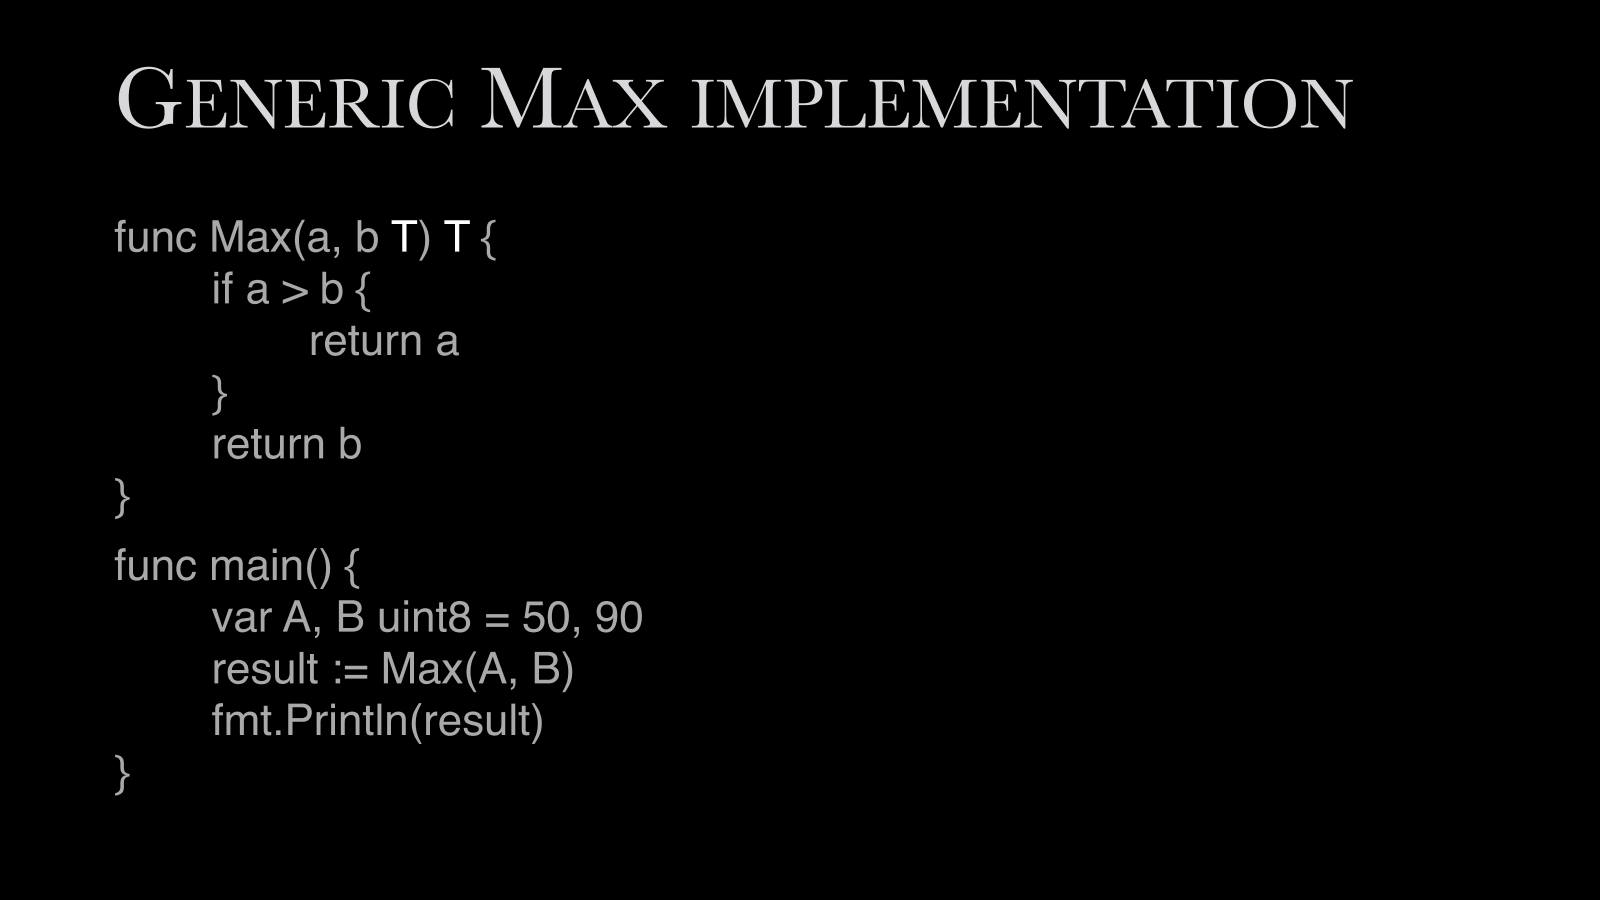 Generic Max implementation
func Max(a, b T) T {
if a > b {
return a
}
return b
}
func main() {
var A, B uint8 = 50, 90
result := Max(A, B)
fmt.Println(result)
}